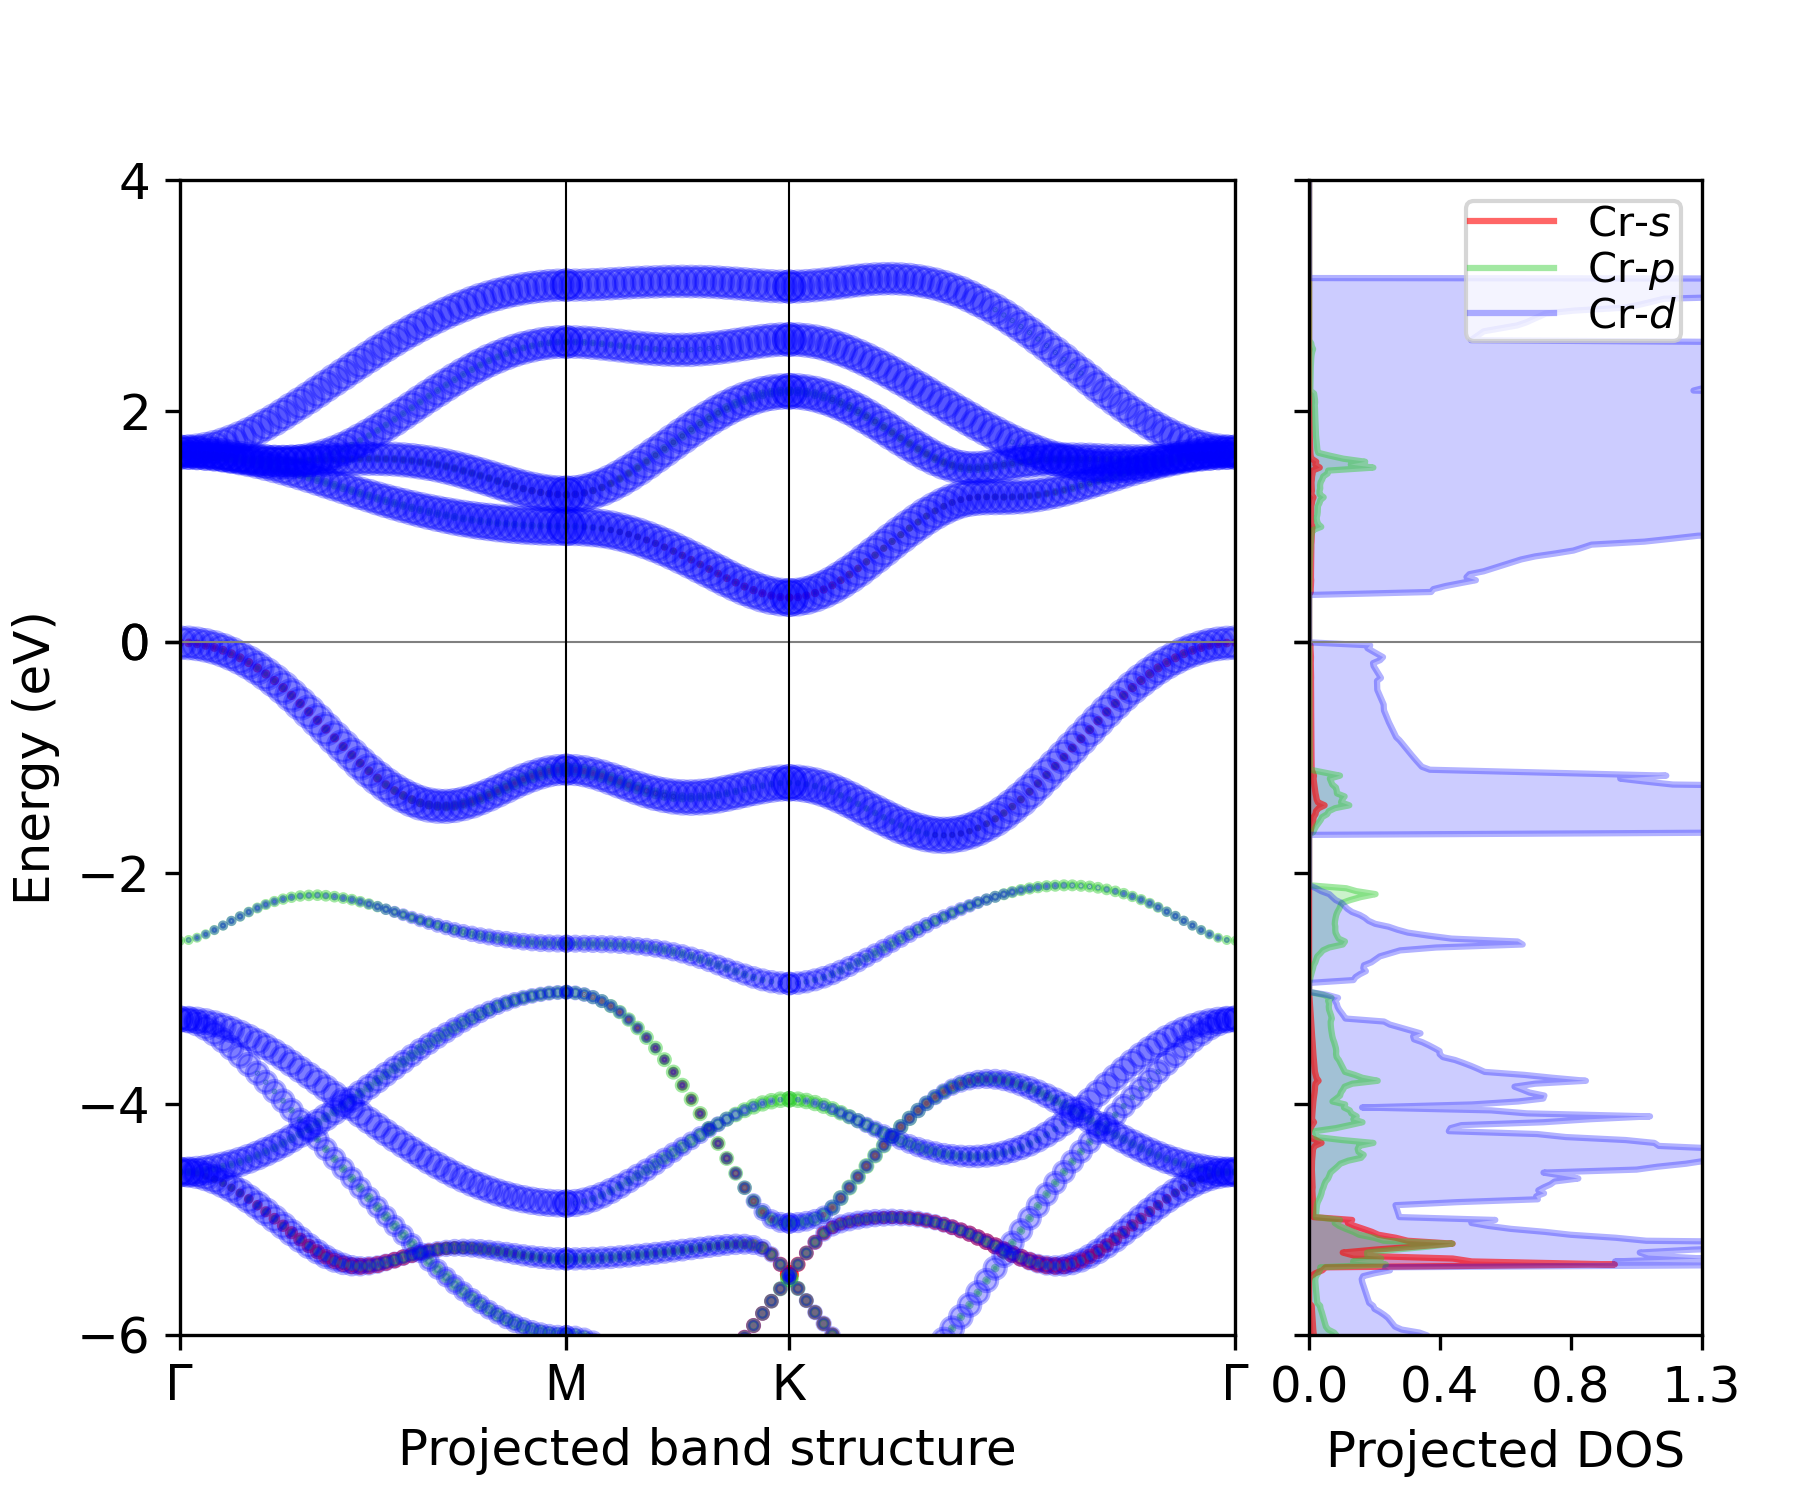 4
2
0
−2
−4
−6
Energy (eV)
Γ M K Γ
Projected band structure
Cr-s
Cr-p
Cr-d
0.0 0.4 0.8 1.3
Projected DOS